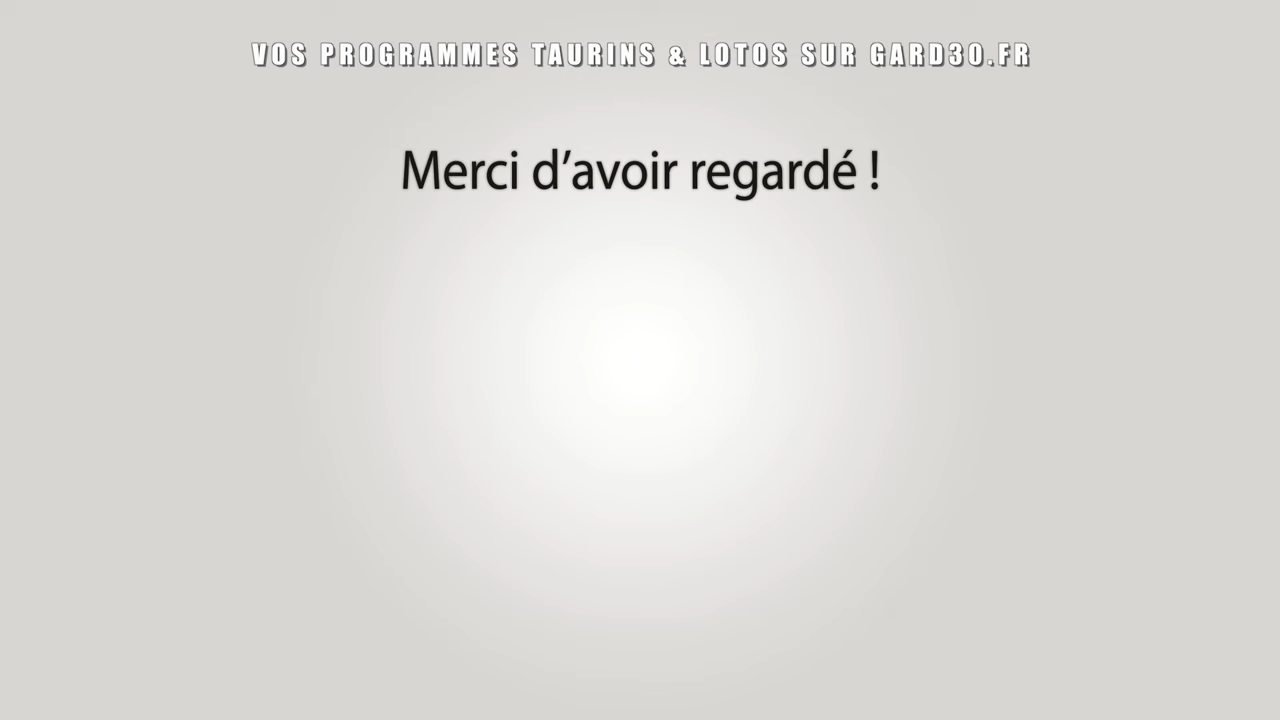 VOS PROGRAMMES TAURINS & LOTOS SUR GARD30.FR
Merci d’avoir regardé !